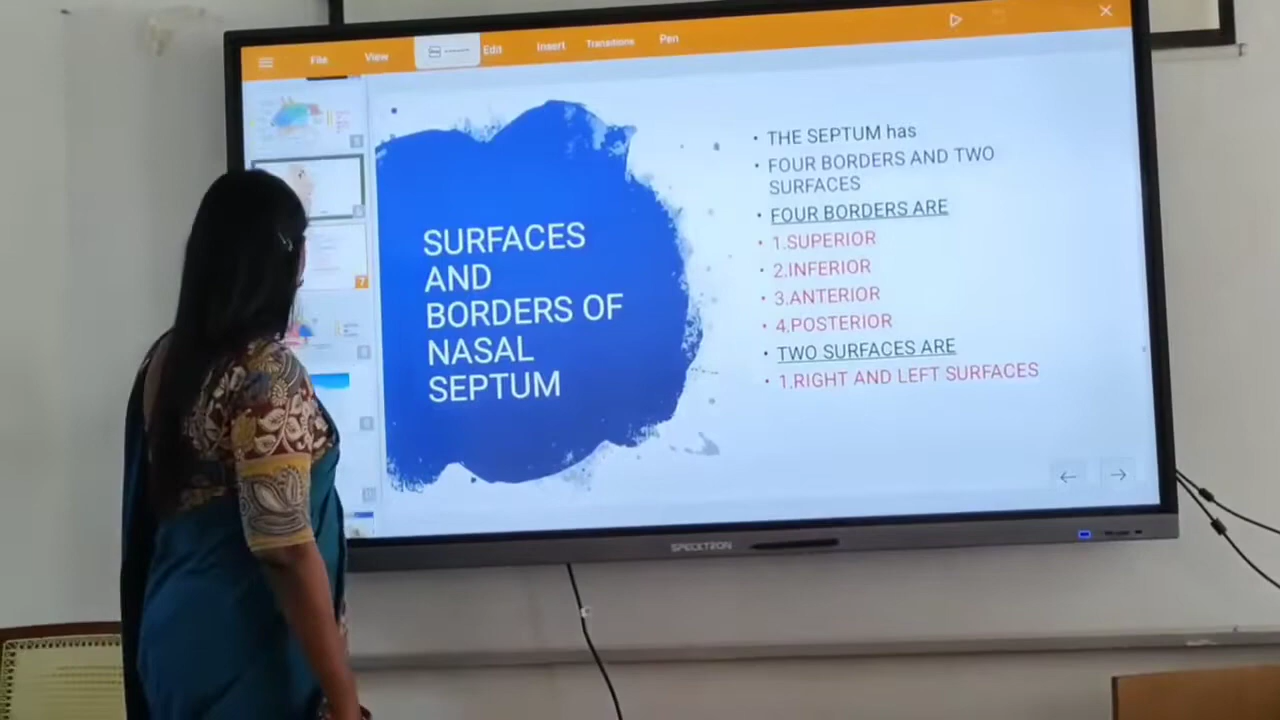 File View Edit Insert Transitions Pen
SURFACES
AND
BORDERS OF
NASAL
SEPTUM
• THE SEPTUM has
• FOUR BORDERS AND TWO
SURFACES
• FOUR BORDERS ARE
• 1.SUPERIOR
• 2.INFERIOR
• 3.ANTERIOR
• 4.POSTERIOR
• TWO SURFACES ARE
• 1.RIGHT AND LEFT SURFACES
7
SPECKTRON